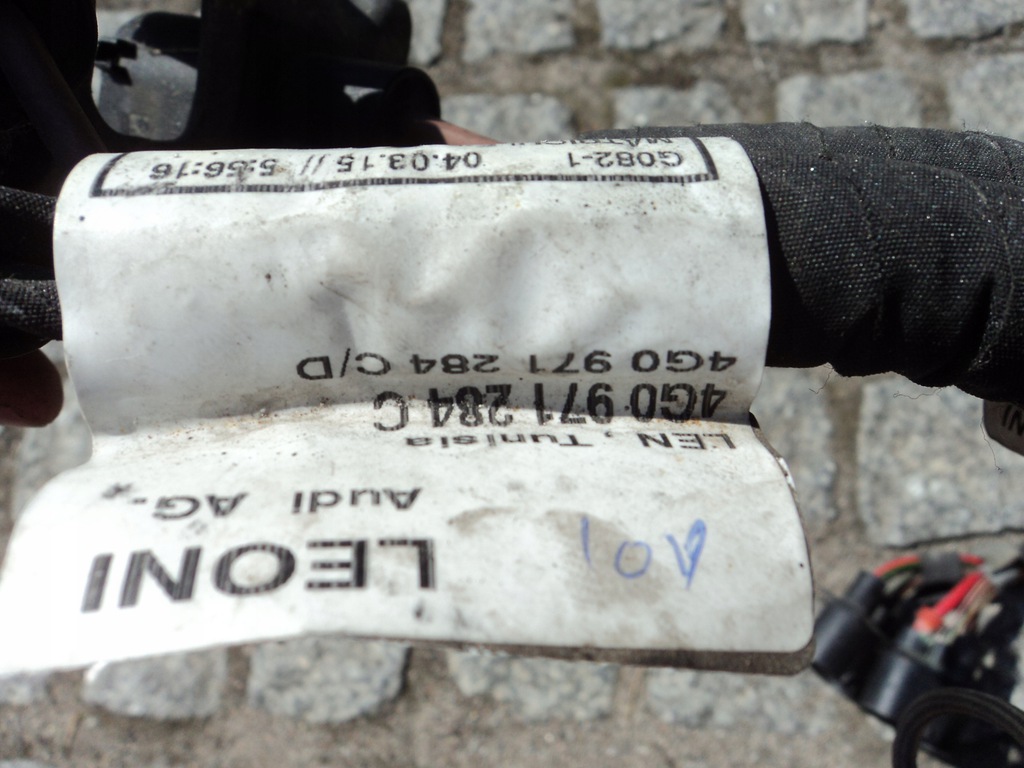 LEONI
Audi AG-*
LEN, Tunisia
4G0 971 284 C
4G0 971 284 C/D
G082-1 04.03.15 // 5:56:16